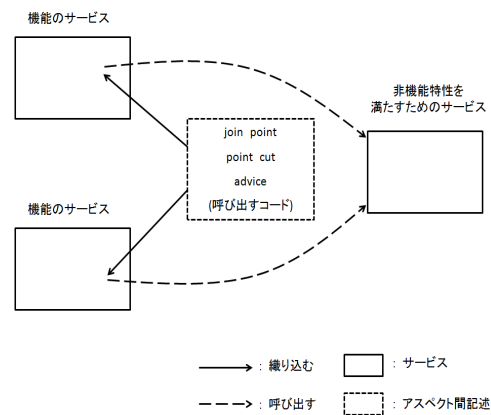 機能のサービス
非機能特性を
満たすためのサービス
join point
point cut
advice
(呼び出すコード)
機能のサービス
: 織り込む
: サービス
: 呼び出す
: アスペクト間記述